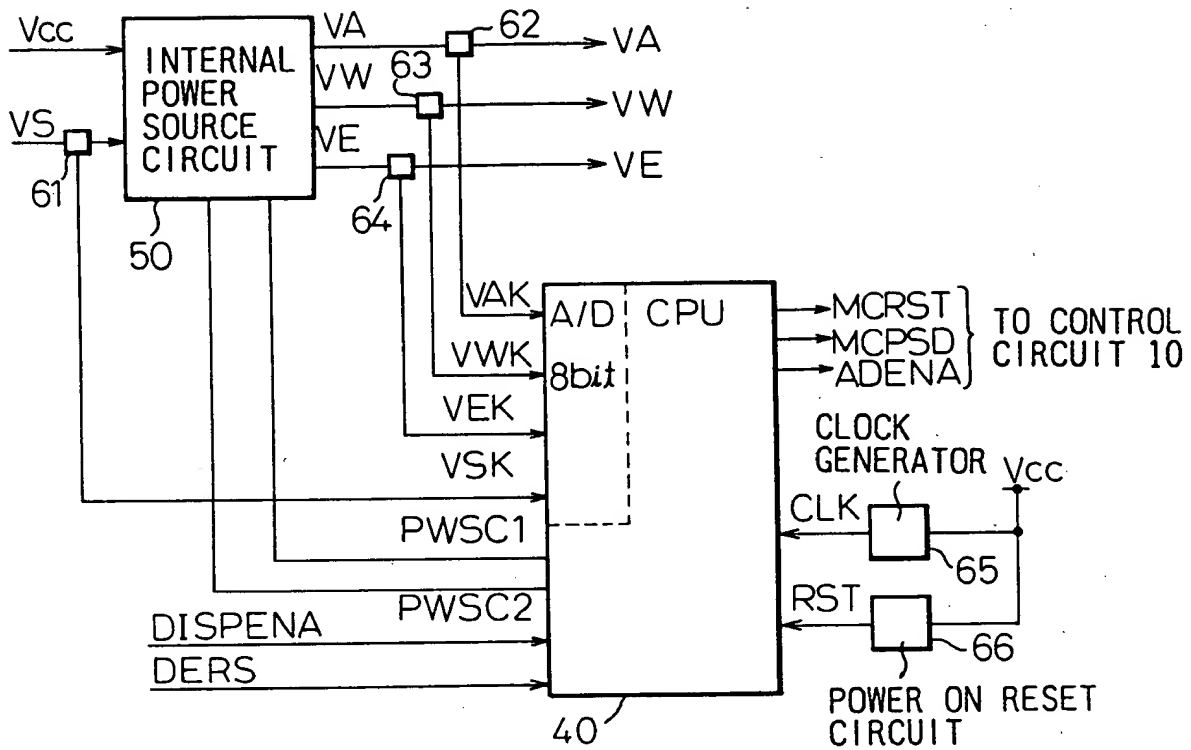 Vcc
VS
61
INTERNAL
POWER
SOURCE
CIRCUIT
50
VA
VW
VE
62
63
64
VA
VW
VE
VAK
VWK
VEK
VSK
PWSC1
PWSC2
DISPENA
DERS
A/D
8bit
CPU
40
MCRST
MCPSD
ADENA
TO CONTROL
CIRCUIT 10
CLOCK
GENERATOR
Vcc
CLK
65
RST
66
POWER ON RESET
CIRCUIT